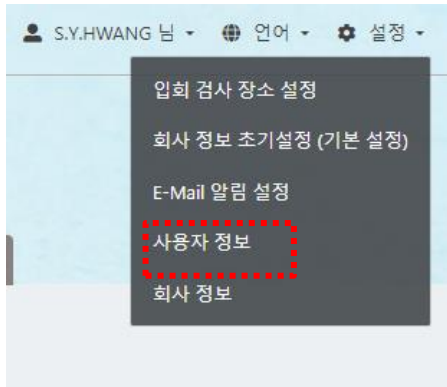 S.Y.HWANG 님 언어 설정
입회 검사 장소 설정
회사 정보 초기설정 (기본 설정)
E-Mail 알림 설정
사용자 정보
회사 정보